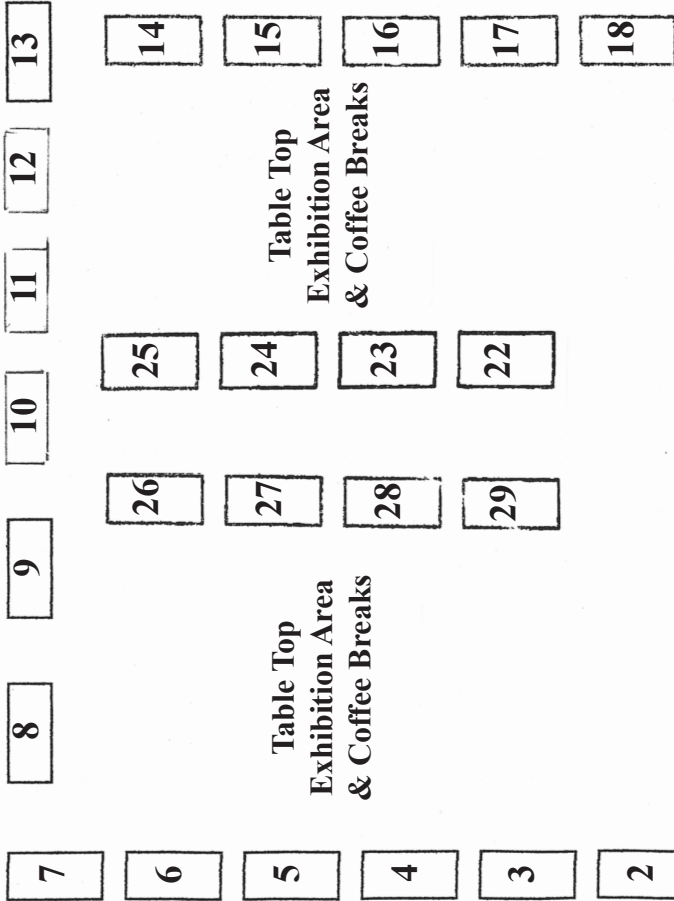 7 8 9 10 11 12 13
6 26 25 14
5 27 24 15
Table Top
Exhibition Area
& Coffee Breaks
Table Top
Exhibition Area
& Coffee Breaks
4 28 23 16
3 29 22 17
2 18